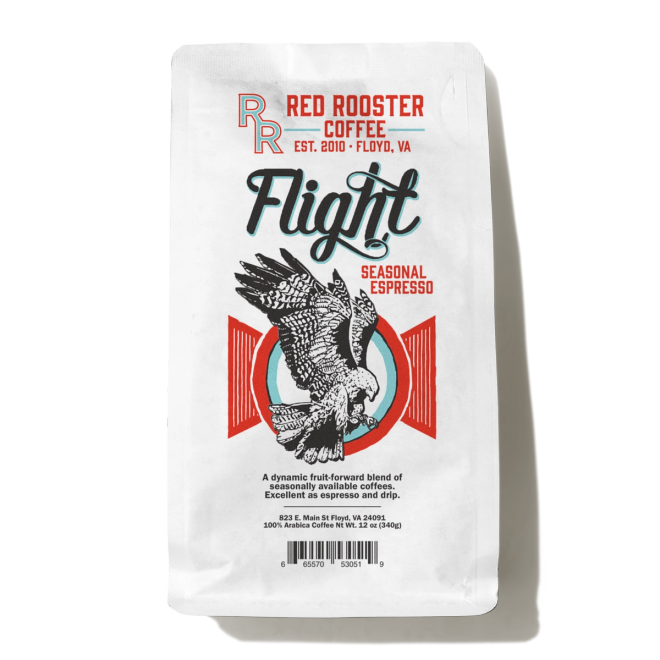 RR
RED ROOSTER
COFFEE
EST. 2010 · FLOYD, VA
Flight
SEASONAL
ESPRESSO
A dynamic fruit-forward blend of
seasonally available coffees.
Excellent as espresso and drip.
823 E. Main St Floyd, VA 24091
100% Arabica Coffee Nt Wt. 12 oz (340g)
6 65570 53051 9